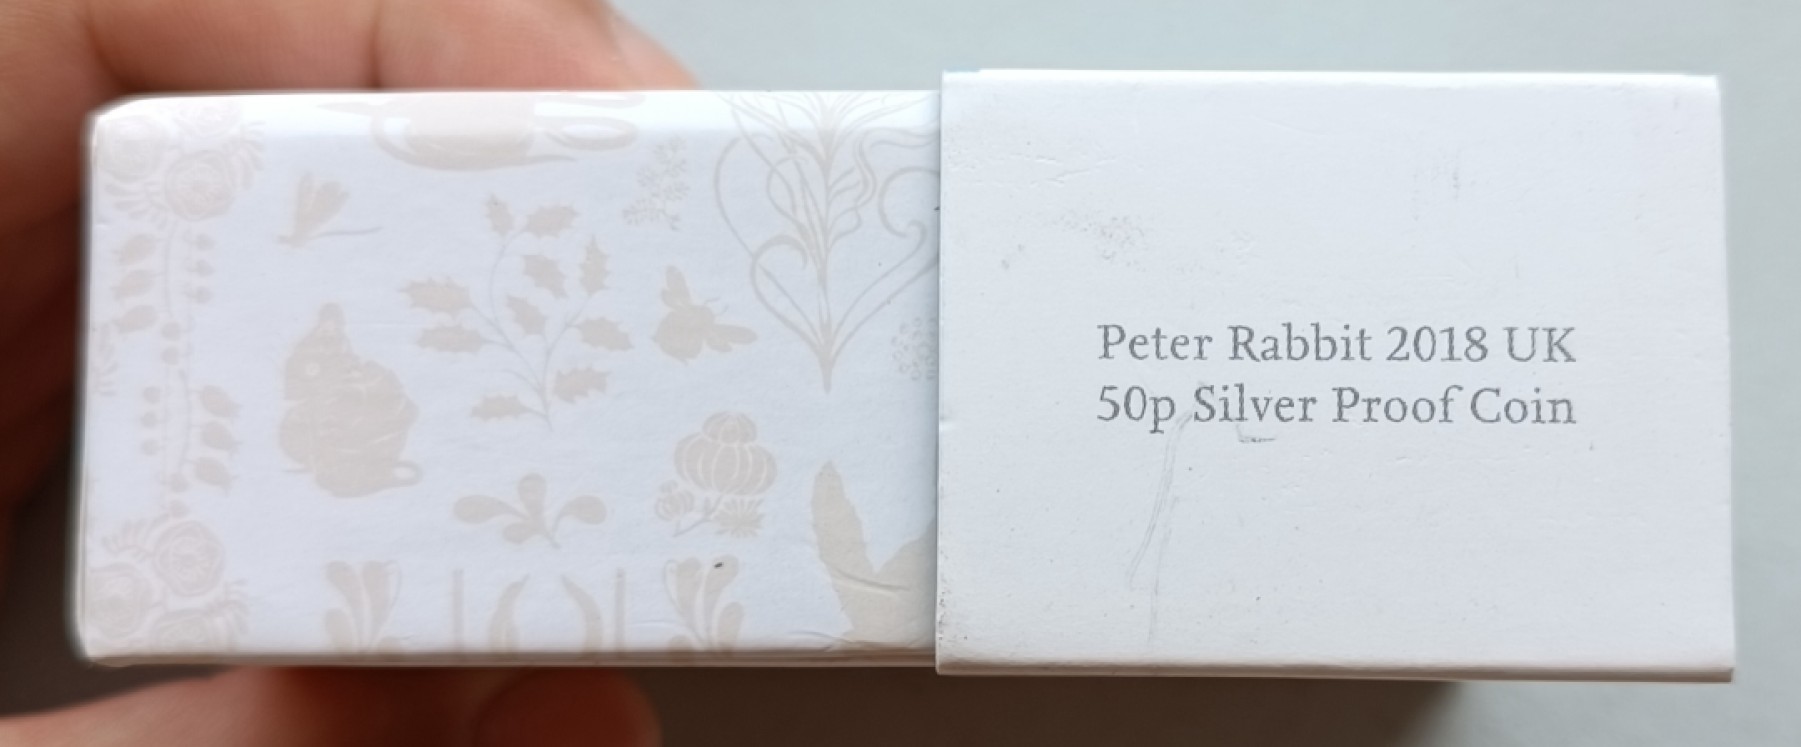 Peter Rabbit 2018 UK
50p Silver Proof Coin